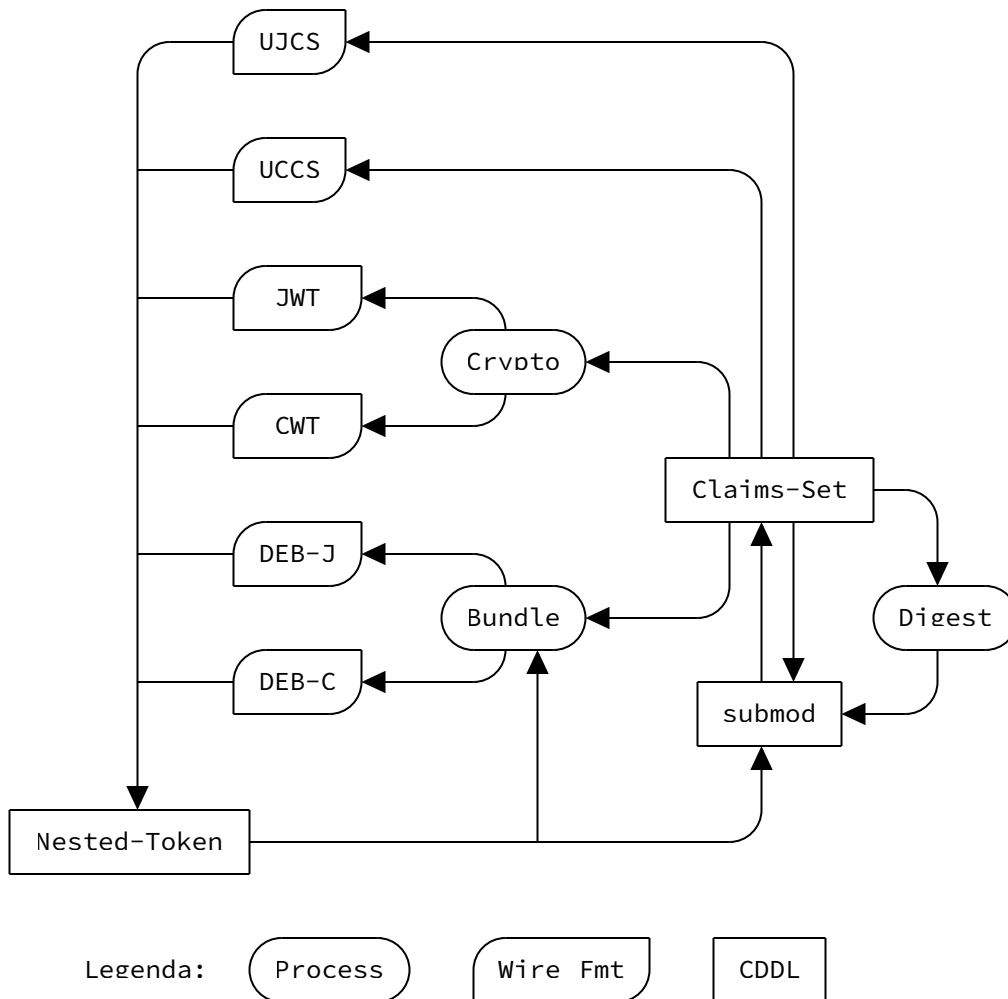 UJCS
UCCS
JWT
Crypto
CWT
Claims-Set
DEB-J
Bundle
Digest
DEB-C
submod
Nested-Token
Legenda: Process Wire Fmt CDDL